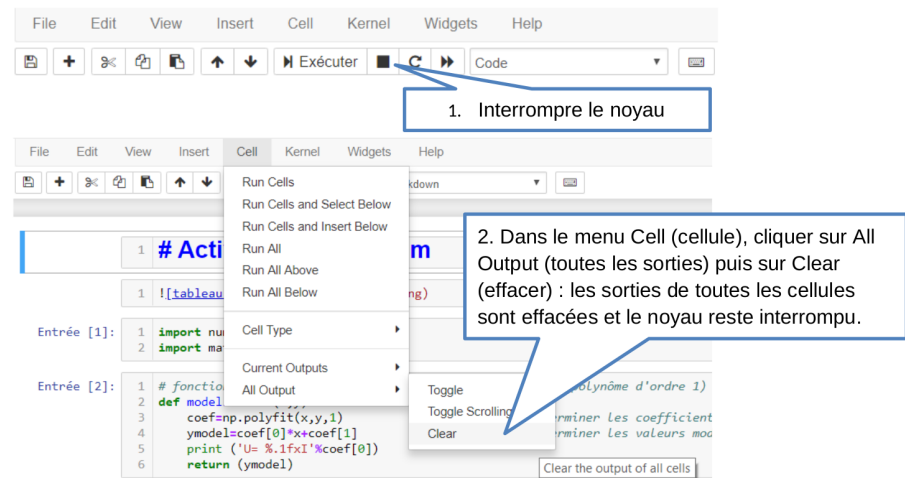 File Edit View Insert Cell Kernel Widgets Help
Exécuter Code
1. Interrompre le noyau
File Edit View Insert Cell Kernel Widgets Help
kdown
Run Cells
Run Cells and Select Below
Run Cells and Insert Below
Run All
Run All Above
Run All Below
Cell Type
Current Outputs
All Output
Toggle
Toggle Scrolling
Clear
Clear the output of all cells
2. Dans le menu Cell (cellule), cliquer sur All
Output (toutes les sorties) puis sur Clear
(effacer) : les sorties de toutes les cellules
sont effacées et le noyau reste interrompu.
1 # Acti m
1 ![tableau ng)
Entrée [1]: 1 import nu
2 import ma
Entrée [2]: 1 # fonctio polynôme d'ordre 1)
2 def model
3 coef=np.polyfit(x,y,1) rminer les coefficient
4 ymodel=coef[0]*x+coef[1] rminer les valeurs mod
5 print ('U= %.1fxI'%coef[0])
6 return (ymodel)